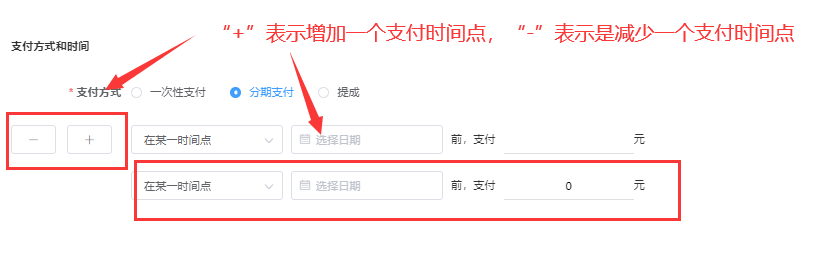 “+”表示增加一个支付时间点，“-”表示是减少一个支付时间点
支付方式和时间
* 支付方式 一次性支付 分期支付 提成
− + 在某一时间点 选择日期 前，支付 元
在某一时间点 选择日期 前，支付 0 元